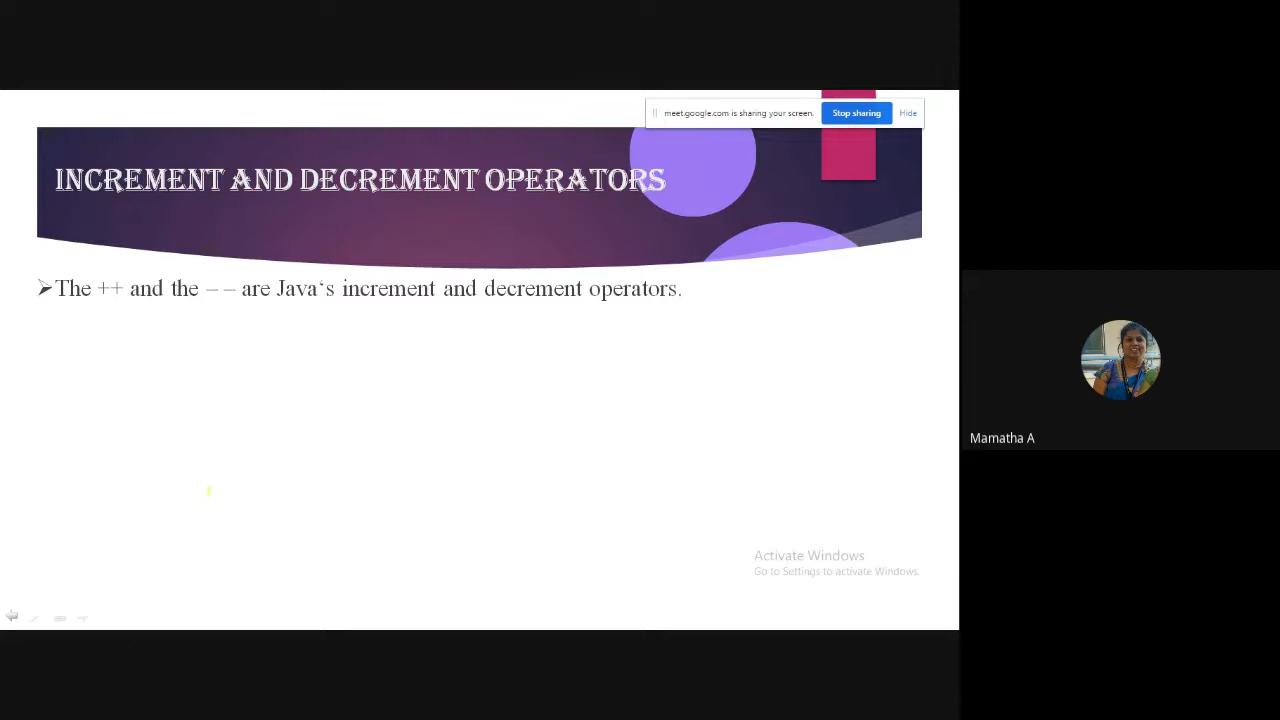 meet.google.com is sharing your screen. Stop sharing Hide
INCREMENT AND DECREMENT OPERATORS
➢The ++ and the – – are Java‘s increment and decrement operators.
Mamatha A
Activate Windows
Go to Settings to activate Windows.